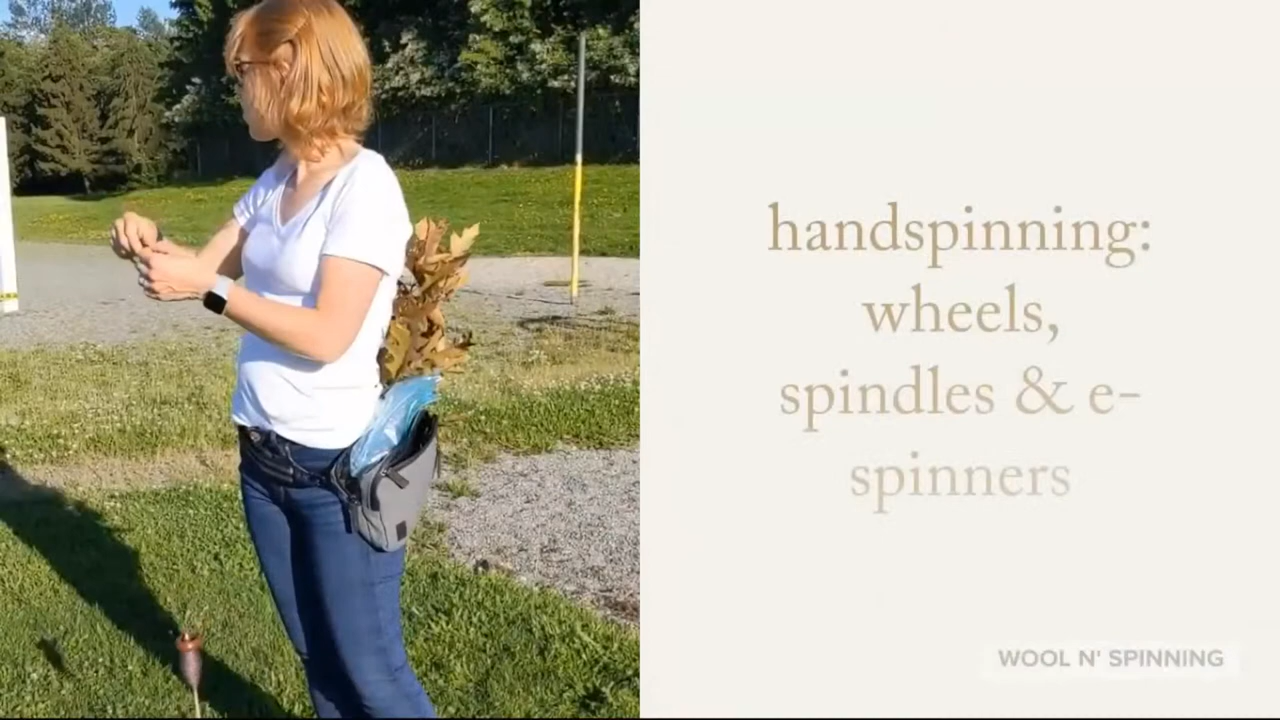 handspinning:
wheels,
spindles & e-
spinners
WOOL N' SPINNING